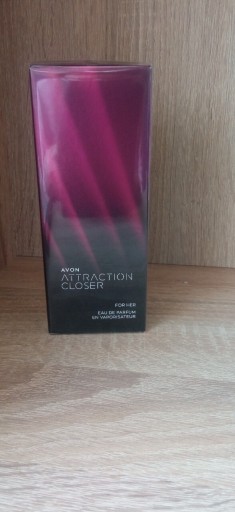 AVON
ATTRACTION
CLOSER
FOR HER
EAU DE PARFUM
EN VAPORISATEUR